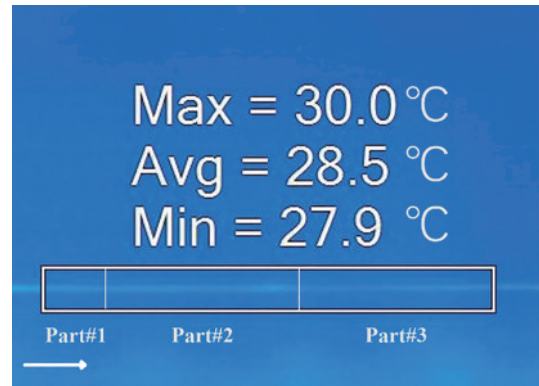 Max = 30.0 °C
Avg = 28.5 °C
Min = 27.9 °C
Part#1 Part#2 Part#3